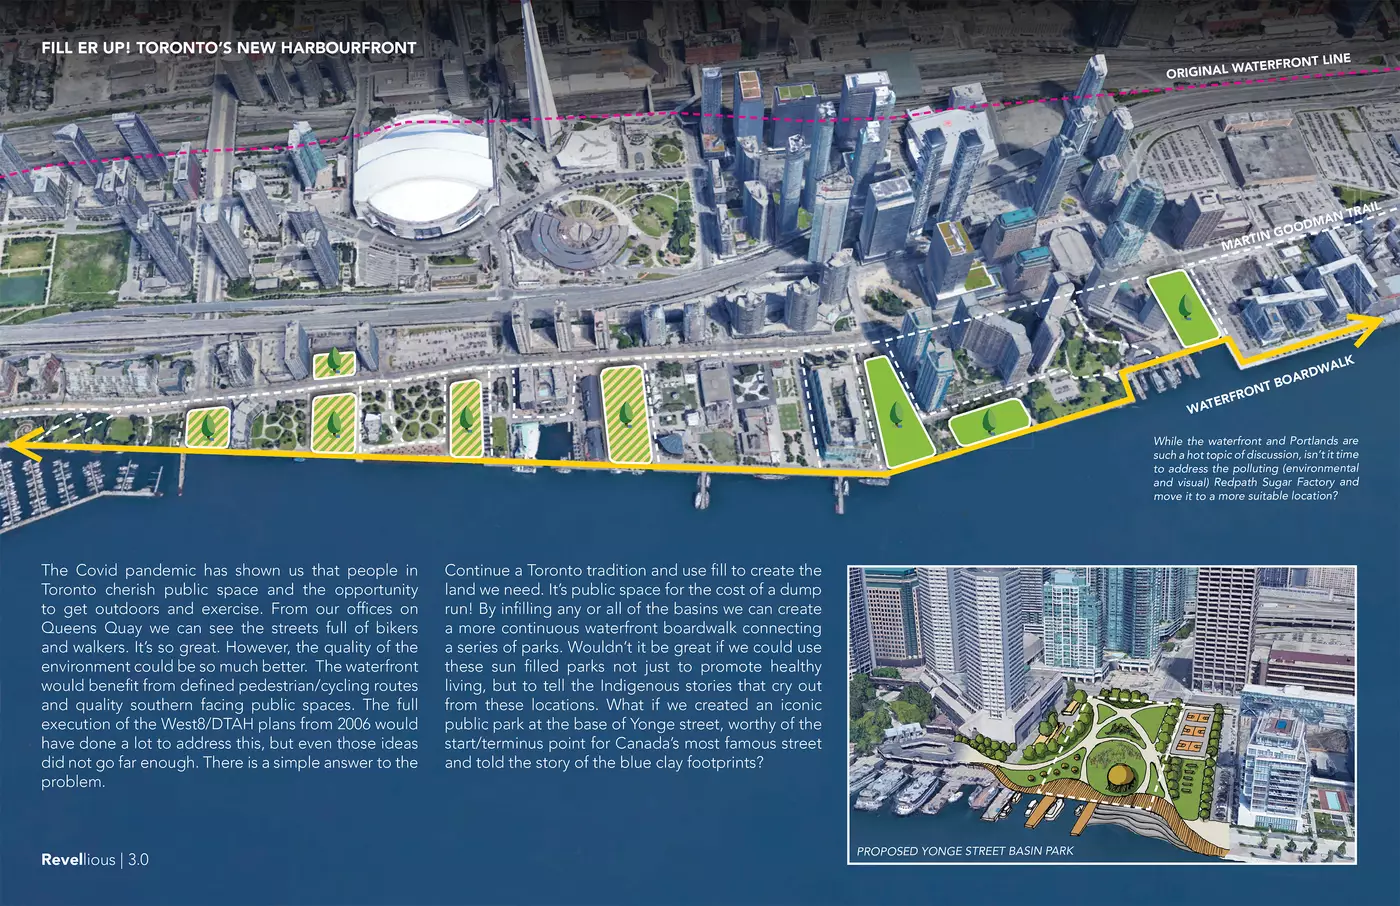 FILL ER UP! TORONTO’S NEW HARBOURFRONT
ORIGINAL WATERFRONT LINE
MARTIN GOODMAN TRAIL
WATERFRONT BOARDWALK
While the waterfront and Portlands are
such a hot topic of discussion, isn’t it time
to address the polluting (environmental
and visual) Redpath Sugar Factory and
move it to a more suitable location?
The Covid pandemic has shown us that people in
Toronto cherish public space and the opportunity
to get outdoors and exercise. From our offices on
Queens Quay we can see the streets full of bikers
and walkers. It’s so great. However, the quality of the
environment could be so much better. The waterfront
would benefit from defined pedestrian/cycling routes
and quality southern facing public spaces. The full
execution of the West8/DTAH plans from 2006 would
have done a lot to address this, but even those ideas
did not go far enough. There is a simple answer to the
problem.
Continue a Toronto tradition and use fill to create the
land we need. It’s public space for the cost of a dump
run! By infilling any or all of the basins we can create
a more continuous waterfront boardwalk connecting
a series of parks. Wouldn’t it be great if we could use
these sun filled parks not just to promote healthy
living, but to tell the Indigenous stories that cry out
from these locations. What if we created an iconic
public park at the base of Yonge street, worthy of the
start/terminus point for Canada’s most famous street
and told the story of the blue clay footprints?
PROPOSED YONGE STREET BASIN PARK
Revellious | 3.0